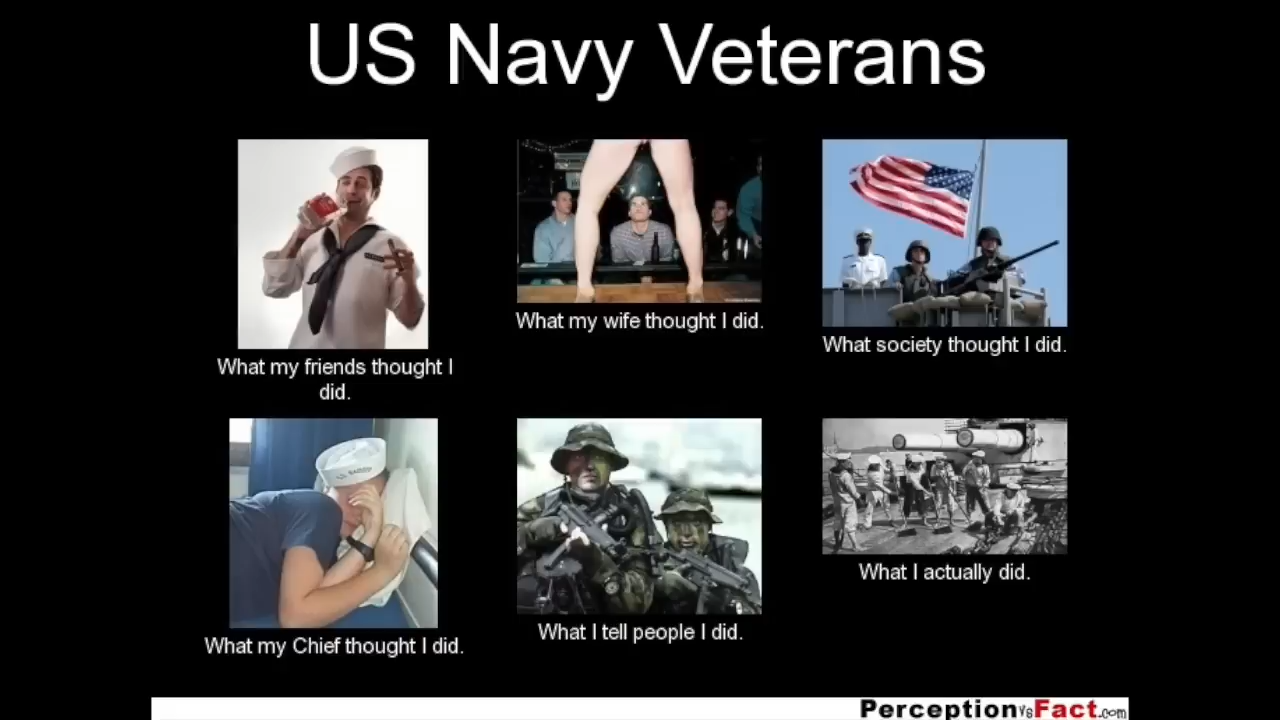 US Navy Veterans
What my friends thought I
did.
What my wife thought I did.
What society thought I did.
What my Chief thought I did.
What I tell people I did.
What I actually did.
PerceptionvsFact.com